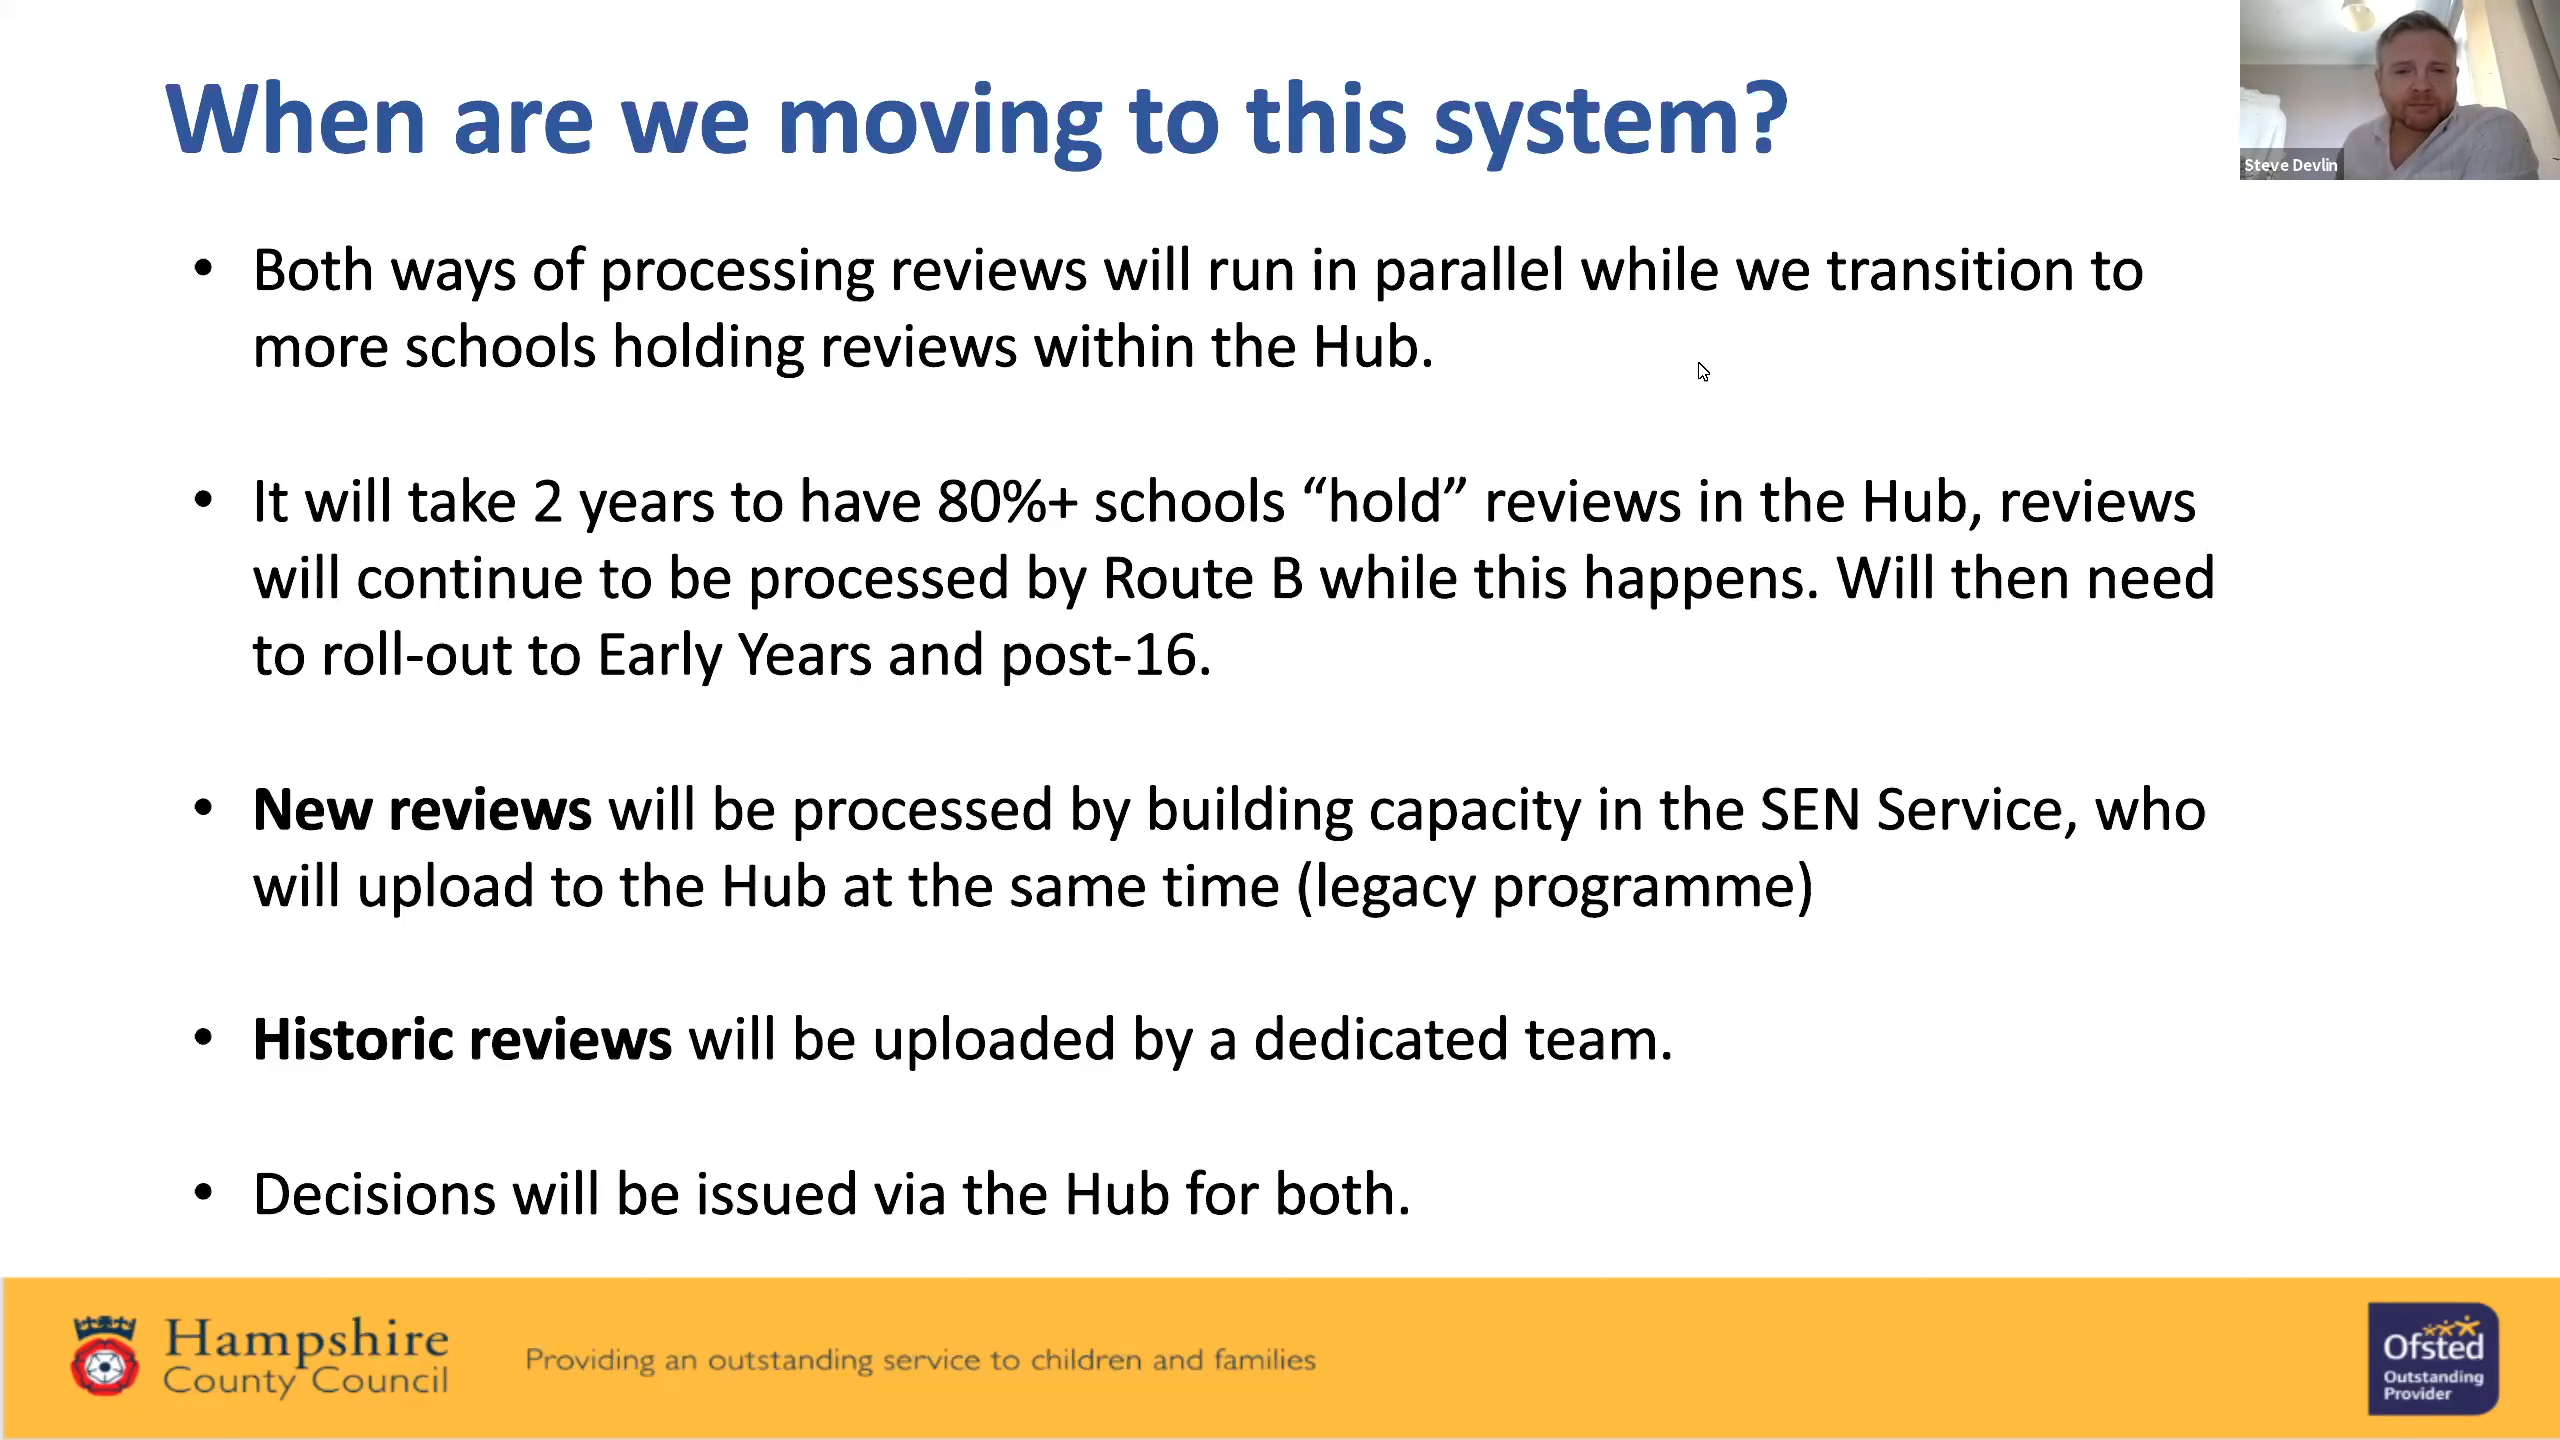 When are we moving to this system?
Steve Devlin
• Both ways of processing reviews will run in parallel while we transition to
more schools holding reviews within the Hub.
• It will take 2 years to have 80%+ schools “hold” reviews in the Hub, reviews
will continue to be processed by Route B while this happens. Will then need
to roll-out to Early Years and post-16.
• New reviews will be processed by building capacity in the SEN Service, who
will upload to the Hub at the same time (legacy programme)
• Historic reviews will be uploaded by a dedicated team.
• Decisions will be issued via the Hub for both.
Hampshire
County Council
Providing an outstanding service to children and families
Ofsted
Outstanding
Provider